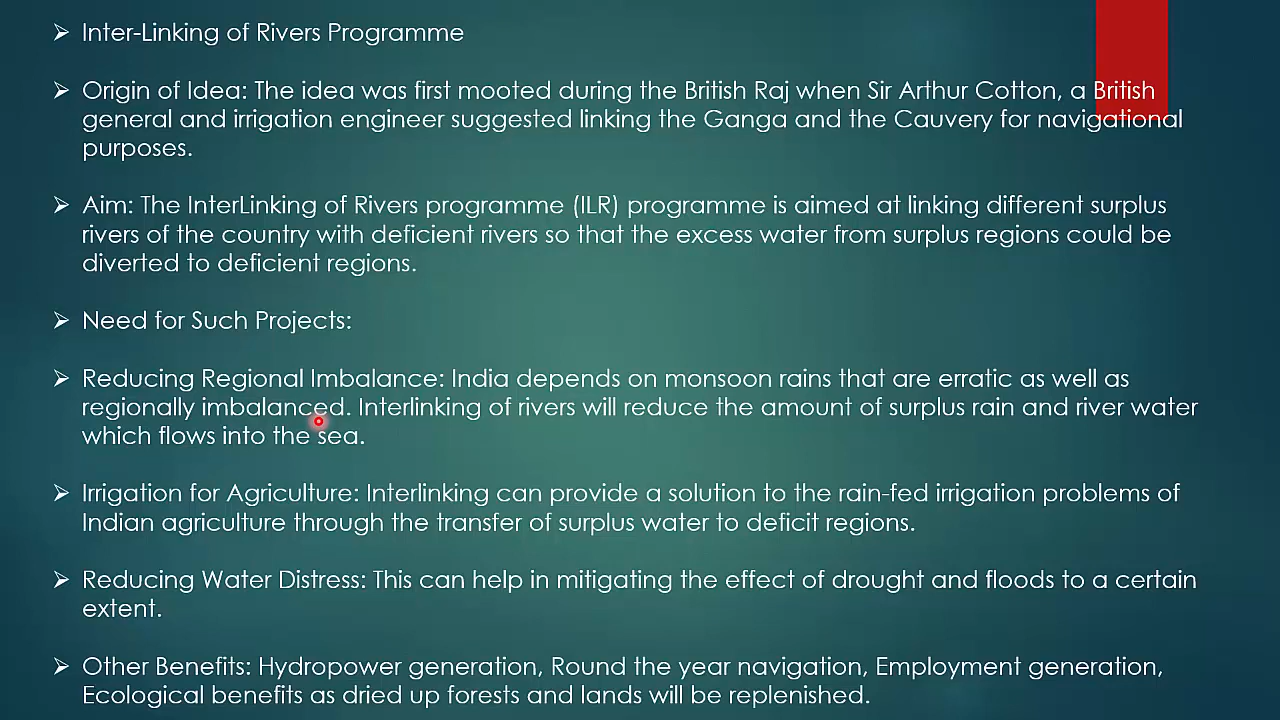 ➢ Inter-Linking of Rivers Programme
➢ Origin of Idea: The idea was first mooted during the British Raj when Sir Arthur Cotton, a British
general and irrigation engineer suggested linking the Ganga and the Cauvery for navigational
purposes.
➢ Aim: The InterLinking of Rivers programme (ILR) programme is aimed at linking different surplus
rivers of the country with deficient rivers so that the excess water from surplus regions could be
diverted to deficient regions.
➢ Need for Such Projects:
➢ Reducing Regional Imbalance: India depends on monsoon rains that are erratic as well as
regionally imbalanced. Interlinking of rivers will reduce the amount of surplus rain and river water
which flows into the sea.
➢ Irrigation for Agriculture: Interlinking can provide a solution to the rain-fed irrigation problems of
Indian agriculture through the transfer of surplus water to deficit regions.
➢ Reducing Water Distress: This can help in mitigating the effect of drought and floods to a certain
extent.
➢ Other Benefits: Hydropower generation, Round the year navigation, Employment generation,
Ecological benefits as dried up forests and lands will be replenished.